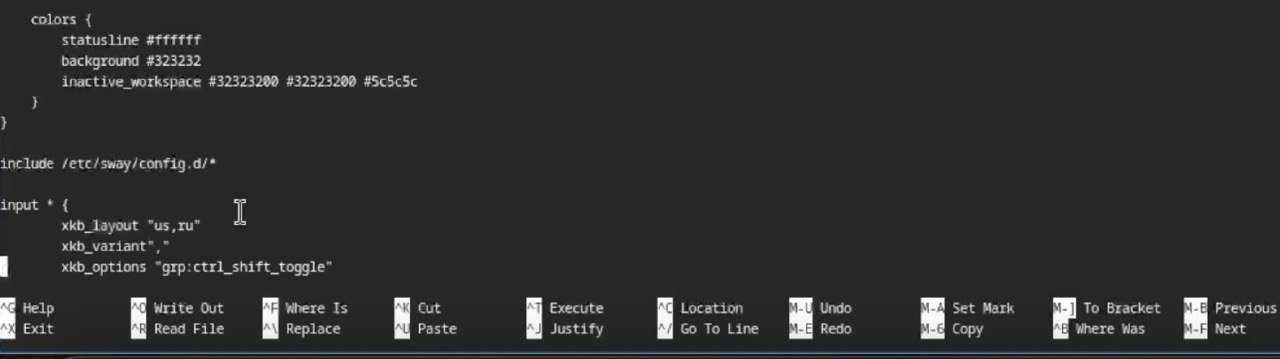 colors {
statusline #ffffff
background #323232
inactive_workspace #32323200 #32323200 #5c5c5c
}
}
include /etc/sway/config.d/*
input * {
xkb_layout "us,ru"
xkb_variant","
xkb_options "grp:ctrl_shift_toggle"
^G Help ^O Write Out ^F Where Is ^K Cut ^T Execute ^C Location M-U Undo M-A Set Mark M-] To Bracket M-B Previous
^X Exit ^R Read File ^\ Replace ^U Paste ^J Justify ^/ Go To Line M-E Redo M-6 Copy ^B Where Was M-F Next